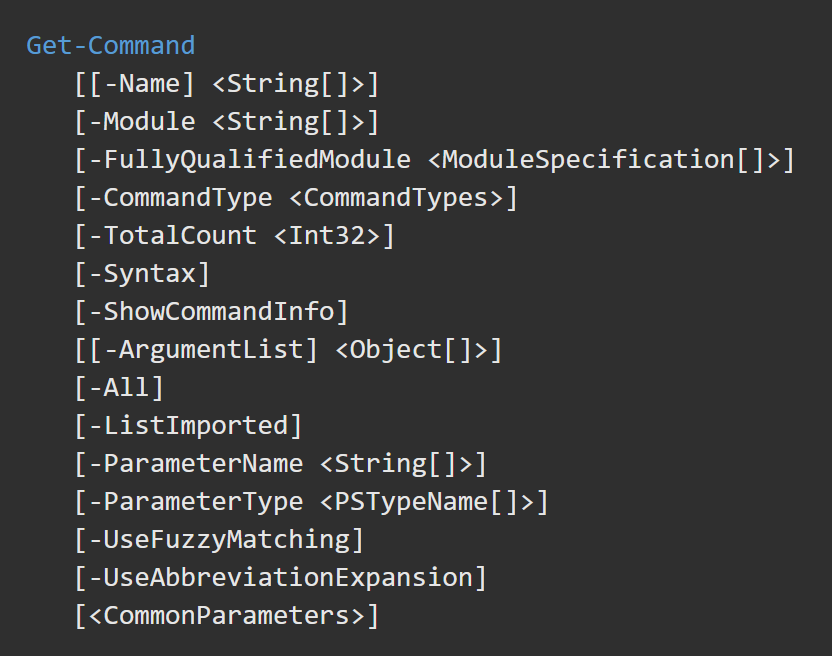 Get-Command
[[-Name] <String[]>]
[-Module <String[]>]
[-FullyQualifiedModule <ModuleSpecification[]>]
[-CommandType <CommandTypes>]
[-TotalCount <Int32>]
[-Syntax]
[-ShowCommandInfo]
[[-ArgumentList] <Object[]>]
[-All]
[-ListImported]
[-ParameterName <String[]>]
[-ParameterType <PSTypeName[]>]
[-UseFuzzyMatching]
[-UseAbbreviationExpansion]
[<CommonParameters>]